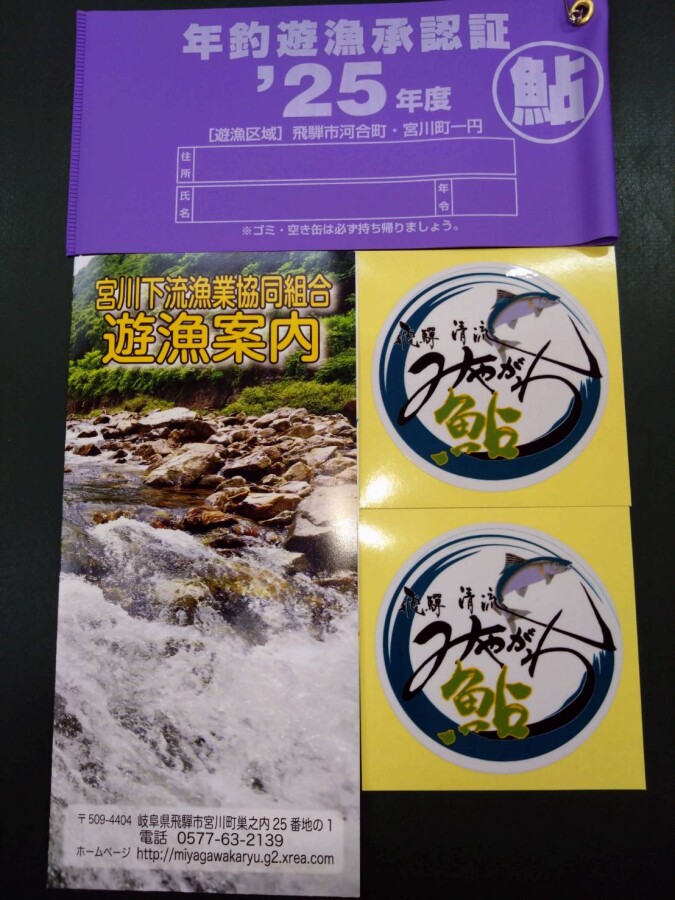 年釣遊漁承認証
'25年度
鮎
［遊漁区域］飛騨市河合町・宮川町一円
住所
氏名
年令
※ゴミ・空き缶は必ず持ち帰りましょう。
宮川下流漁業協同組合
遊漁案内
〒509-4404 岐阜県飛騨市宮川町巣之内25番地の1
電話 0577-63-2139
ホームページ http://miyagawakaryu.g2.xrea.com
飛騨 清流
みやがわ
鮎
飛騨 清流
みやがわ
鮎